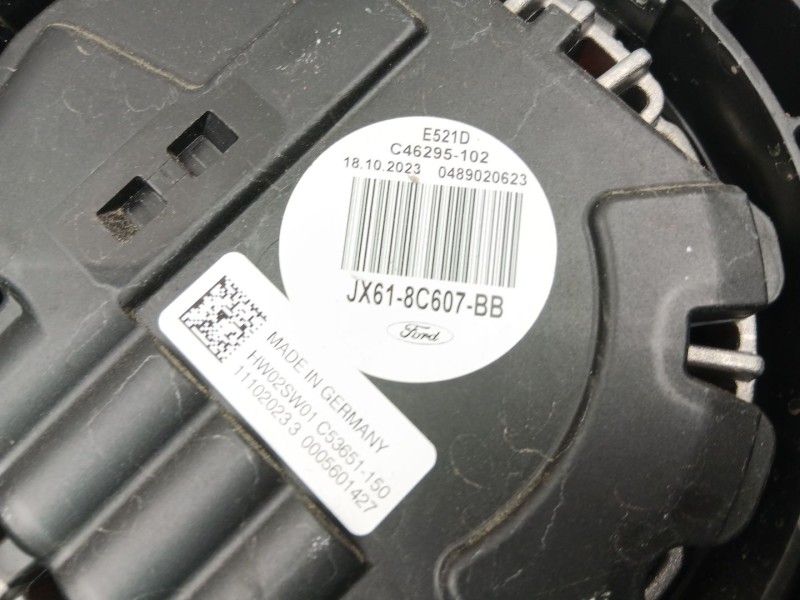 E521D
C46295-102
18.10.2023 0489020623
JX61-8C607-BB
Ford
MADE IN GERMANY
HW02SW01 C53651-150
11102023 3 0005601427